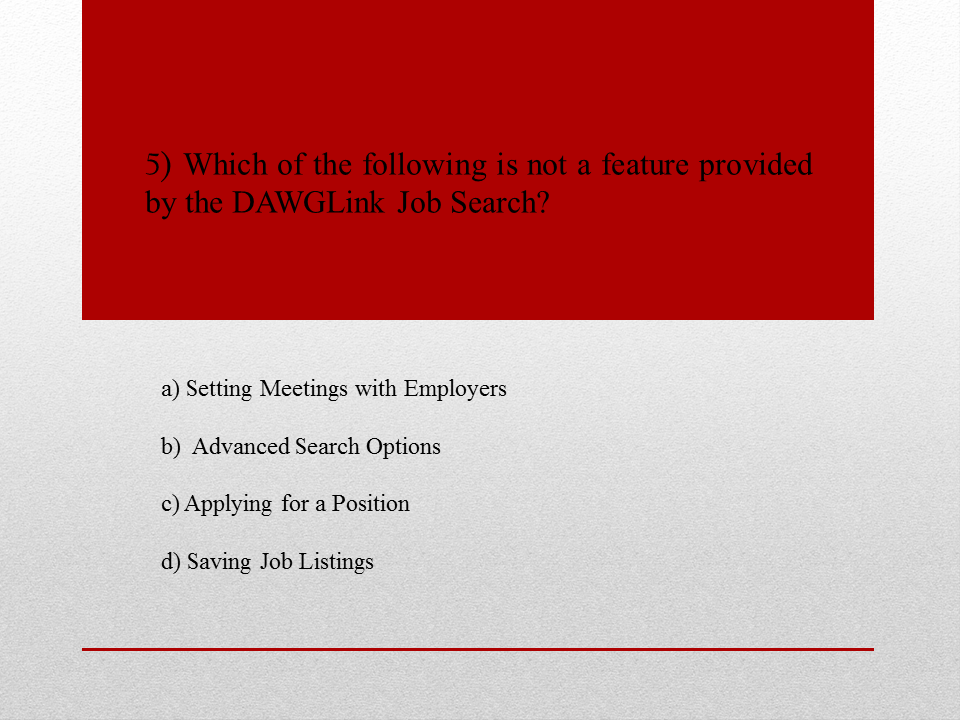 5) Which of the following is not a feature provided
by the DAWGLink Job Search?
a) Setting Meetings with Employers
b) Advanced Search Options
c) Applying for a Position
d) Saving Job Listings